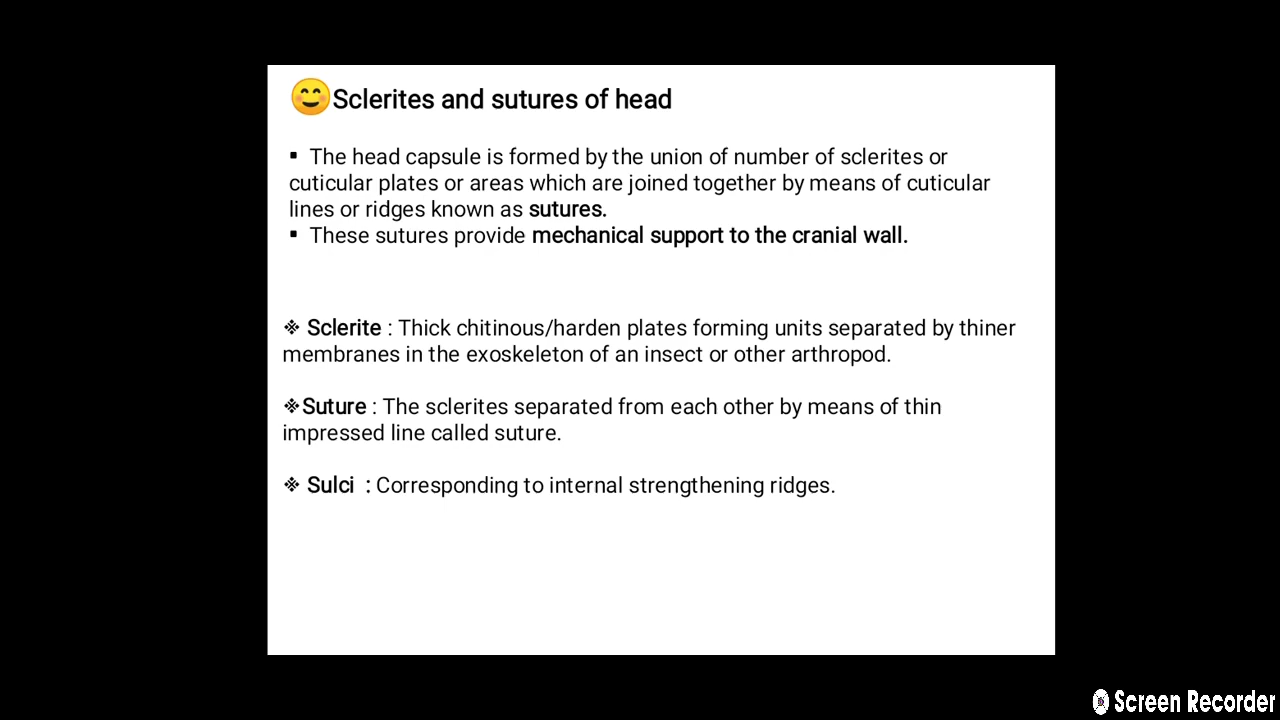 😊Sclerites and sutures of head
▪ The head capsule is formed by the union of number of sclerites or
cuticular plates or areas which are joined together by means of cuticular
lines or ridges known as sutures.
▪ These sutures provide mechanical support to the cranial wall.
❖ Sclerite : Thick chitinous/harden plates forming units separated by thiner
membranes in the exoskeleton of an insect or other arthropod.
❖Suture : The sclerites separated from each other by means of thin
impressed line called suture.
❖ Sulci : Corresponding to internal strengthening ridges.
Screen Recorder